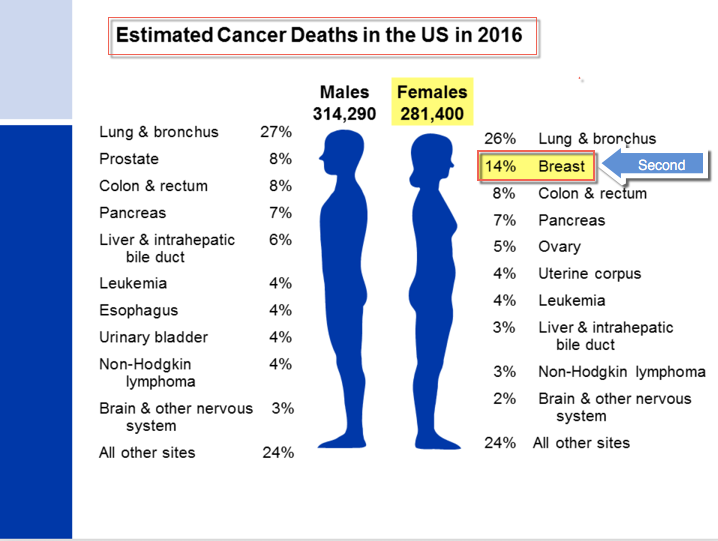 Estimated Cancer Deaths in the US in 2016
Males
314,290
Females
281,400
Lung & bronchus 27%
Prostate 8%
Colon & rectum 8%
Pancreas 7%
Liver & intrahepatic 6%
bile duct
Leukemia 4%
Esophagus 4%
Urinary bladder 4%
Non-Hodgkin 4%
lymphoma
Brain & other nervous 3%
system
All other sites 24%
26% Lung & bronchus
14% Breast
Second
8% Colon & rectum
7% Pancreas
5% Ovary
4% Uterine corpus
4% Leukemia
3% Liver & intrahepatic
bile duct
3% Non-Hodgkin lymphoma
2% Brain & other nervous
system
24% All other sites